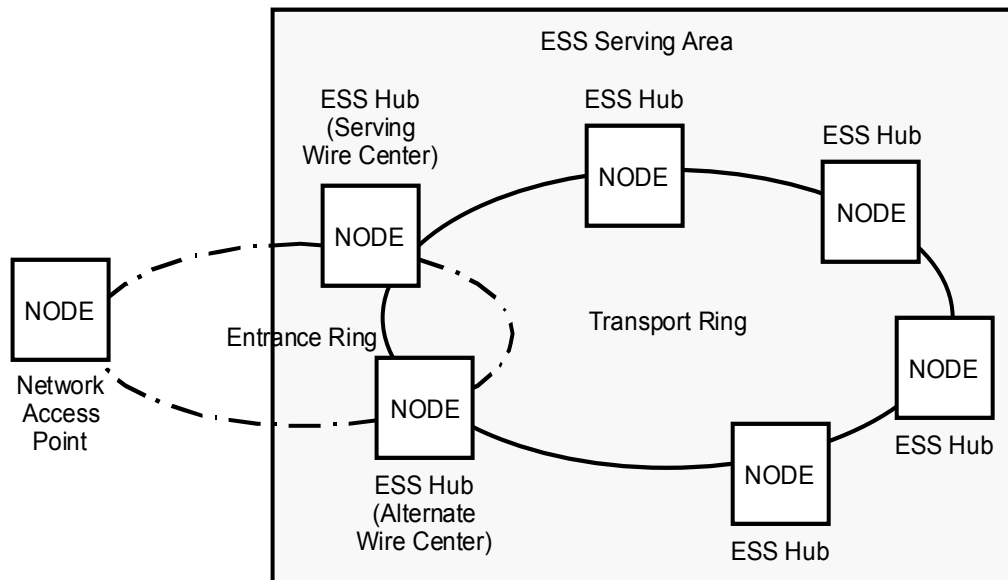 ESS Serving Area
ESS Hub
(Serving
Wire Center)
NODE
ESS Hub
NODE
ESS Hub
NODE
NODE
Network
Access
Point
Entrance Ring
Transport Ring
NODE
ESS Hub
NODE
ESS Hub
(Alternate
Wire Center)
NODE
ESS Hub